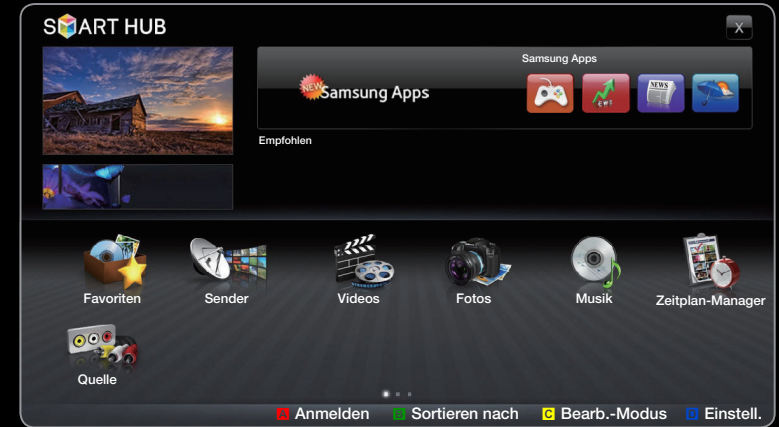 SMART HUB
X
Samsung Apps
NEW
Samsung Apps
NEWS
Empfohlen
Favoriten
Sender
Videos
Fotos
Musik
Zeitplan-Manager
Quelle
A Anmelden B Sortieren nach C Bearb.-Modus D Einstell.